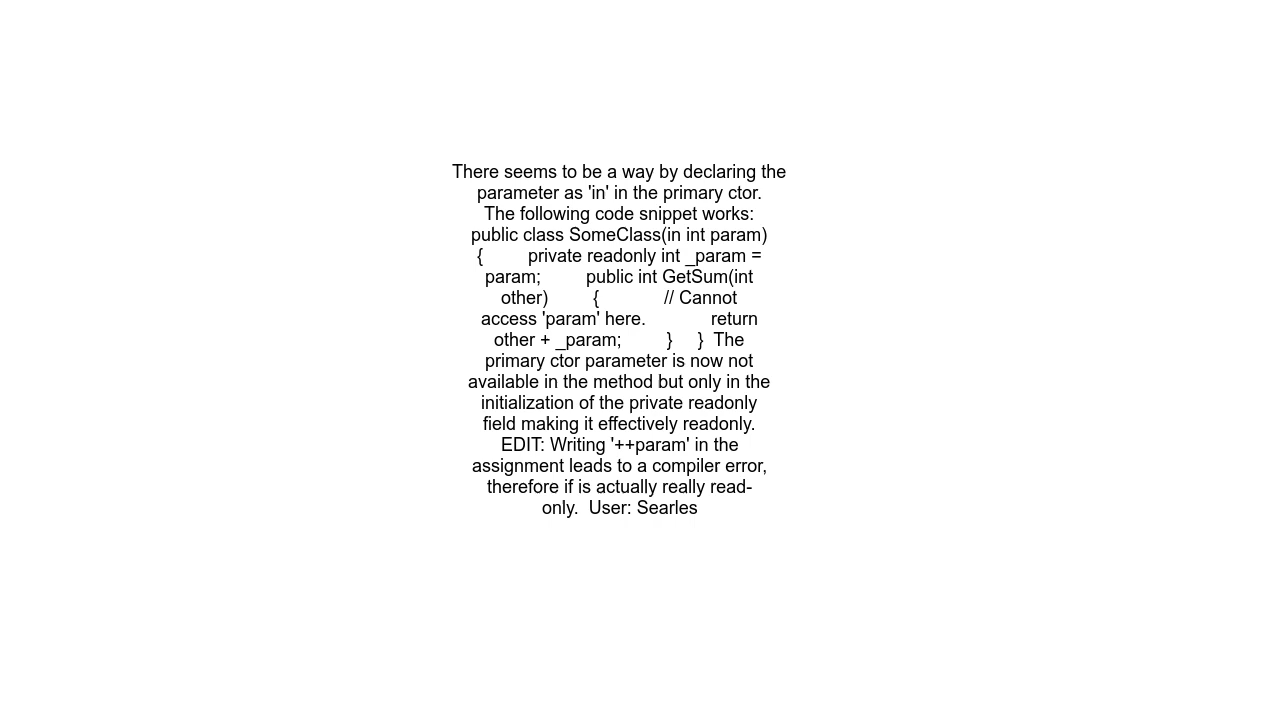 There seems to be a way by declaring the
parameter as 'in' in the primary ctor.
The following code snippet works:
public class SomeClass(in int param)
{         private readonly int _param =
param;         public int GetSum(int
other)         {             // Cannot
access 'param' here.             return
other + _param;         }     }  The
primary ctor parameter is now not
available in the method but only in the
initialization of the private readonly
field making it effectively readonly.
EDIT: Writing '++param' in the
assignment leads to a compiler error,
therefore if is actually really read-
only.  User: Searles